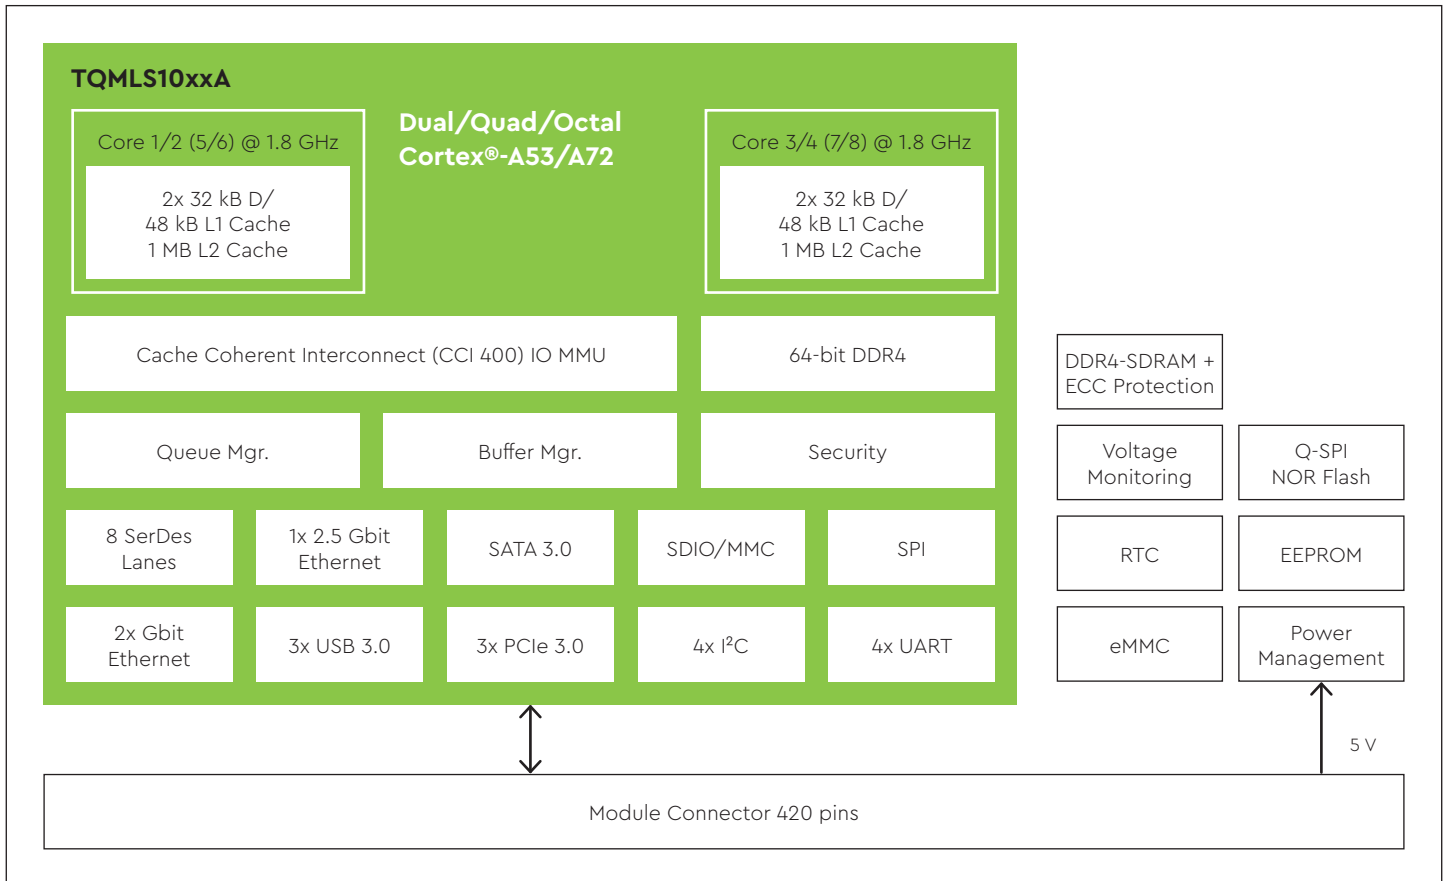 TQMLS10xxA
Dual/Quad/Octal
Cortex®-A53/A72
Core 1/2 (5/6) @ 1.8 GHz
2x 32 kB D/
48 kB L1 Cache
1 MB L2 Cache
Core 3/4 (7/8) @ 1.8 GHz
2x 32 kB D/
48 kB L1 Cache
1 MB L2 Cache
Cache Coherent Interconnect (CCI 400) IO MMU
64-bit DDR4
Queue Mgr.
Buffer Mgr.
Security
8 SerDes
Lanes
1x 2.5 Gbit
Ethernet
SATA 3.0
SDIO/MMC
SPI
2x Gbit
Ethernet
3x USB 3.0
3x PCIe 3.0
4x I²C
4x UART
DDR4-SDRAM +
ECC Protection
Voltage
Monitoring
Q-SPI
NOR Flash
RTC
EEPROM
eMMC
Power
Management
5 V
Module Connector 420 pins